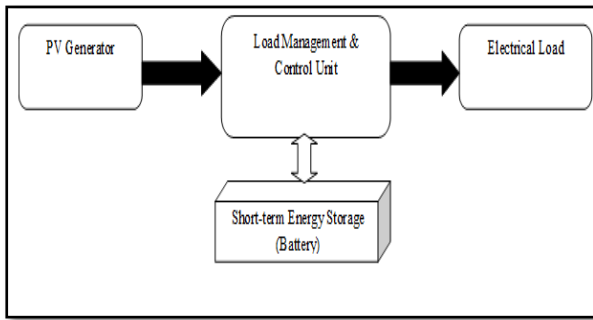 PV Generator
Load Management &
Control Unit
Electrical Load
Short-term Energy Storage
(Battery)